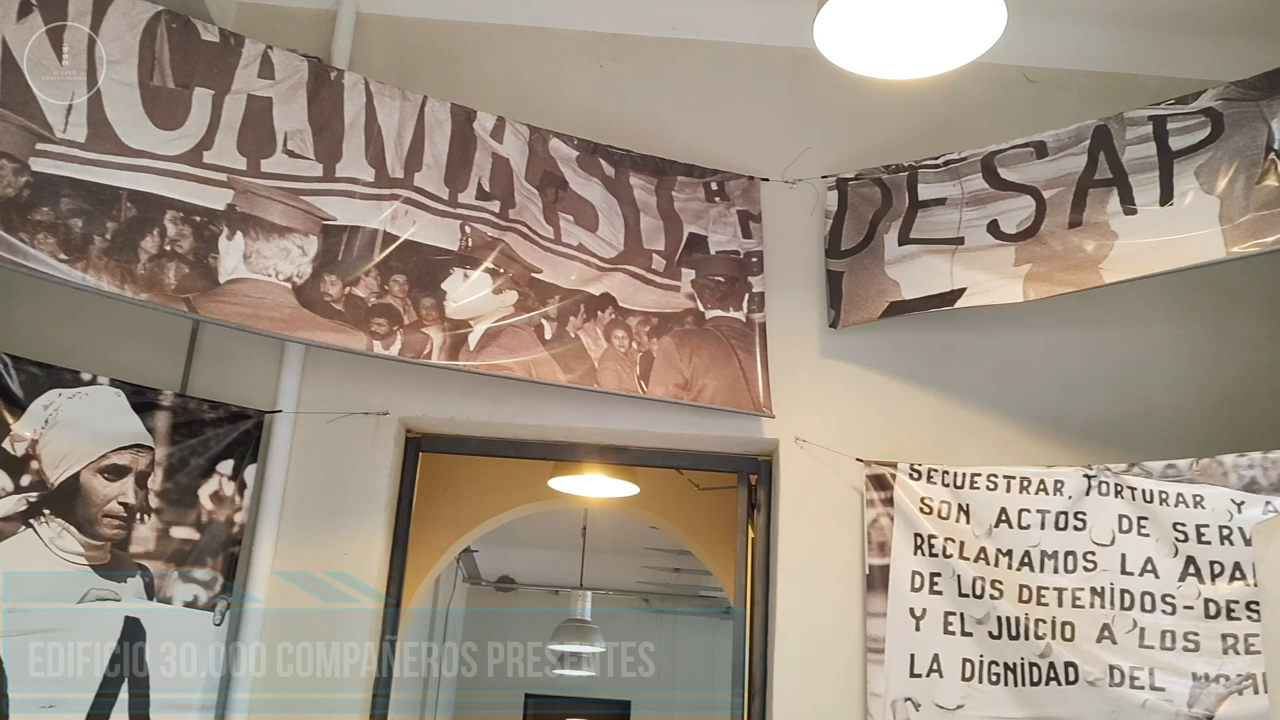 NCAMASIA
DESAP
SECUESTRAR, TORTURAR Y A
SON ACTOS DE SERV
RECLAMAMOS LA APA
DE LOS DETENIDOS-DES
Y EL JUICIO A LOS RE
LA DIGNIDAD DEL
EDIFICIO 30.000 COMPAÑEROS PRESENTES